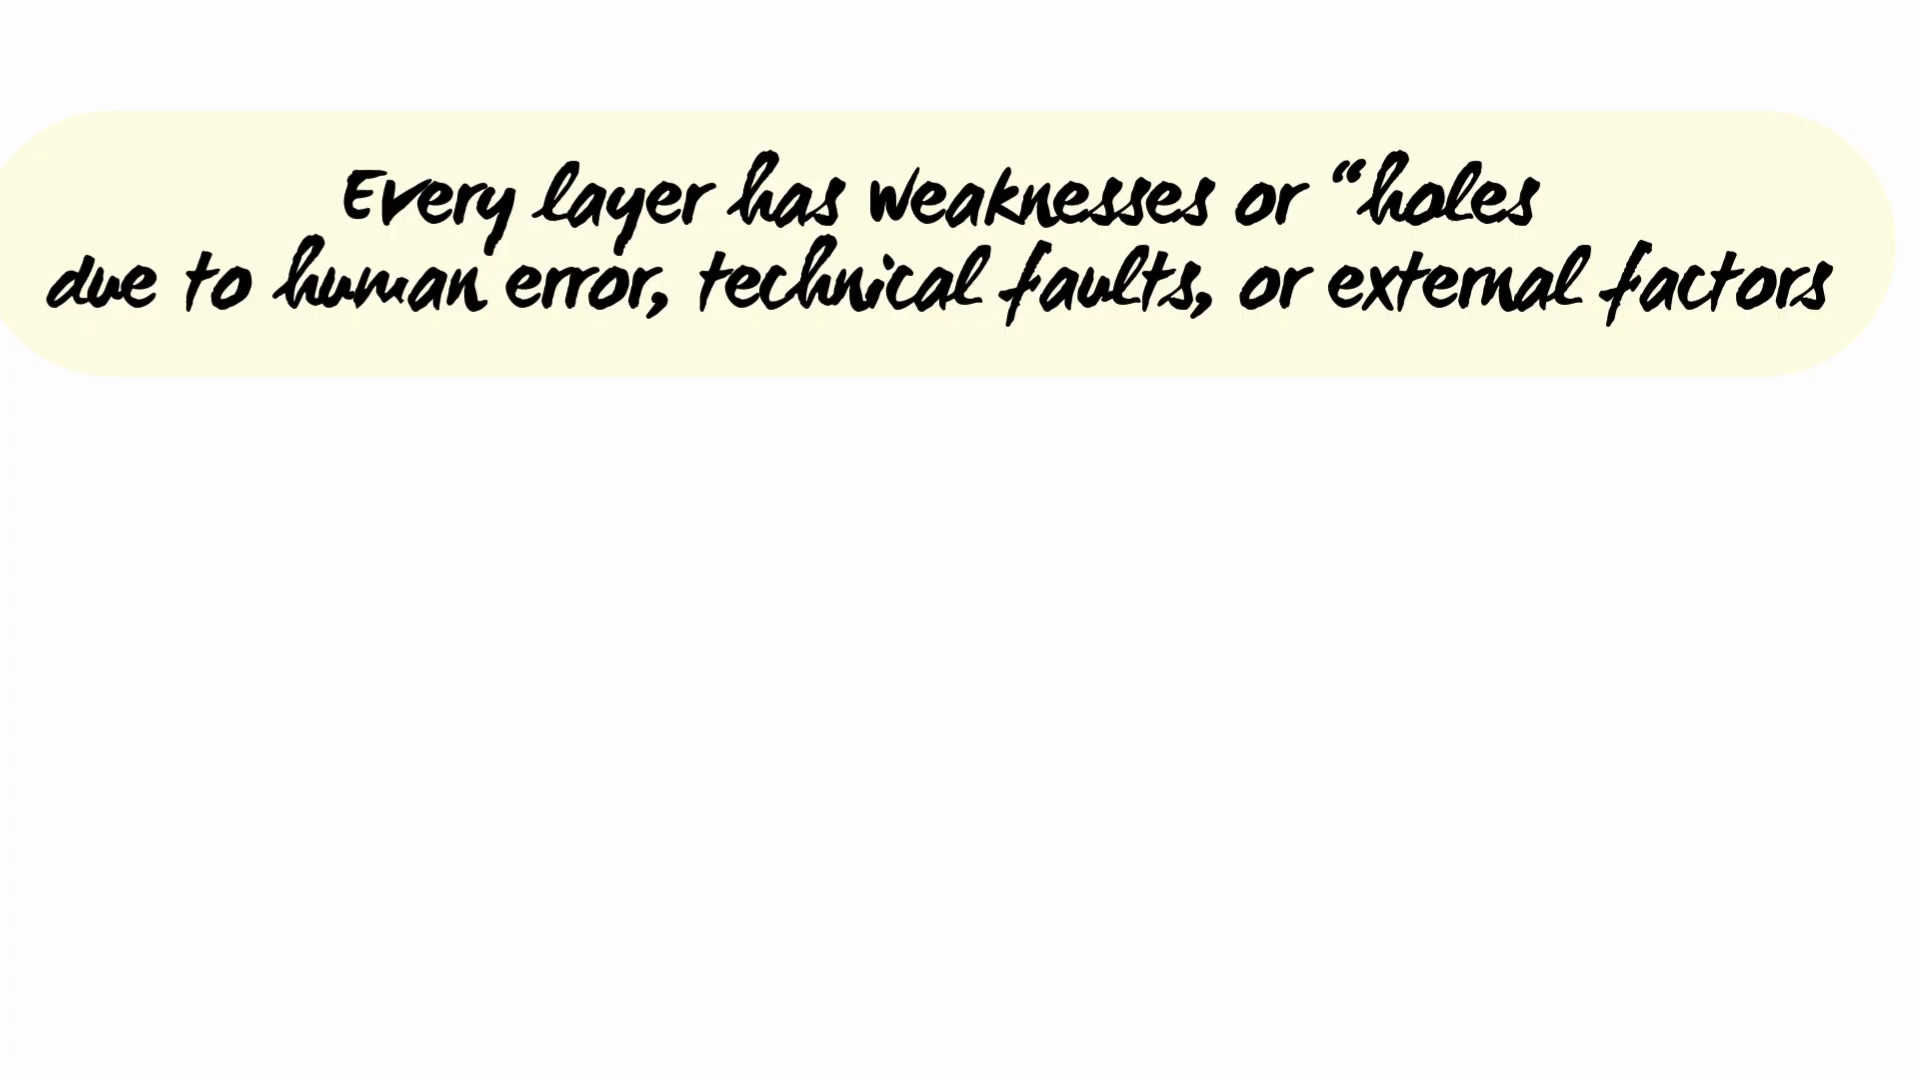 Every layer has weaknesses or “holes
due to human error, technical faults, or external factors